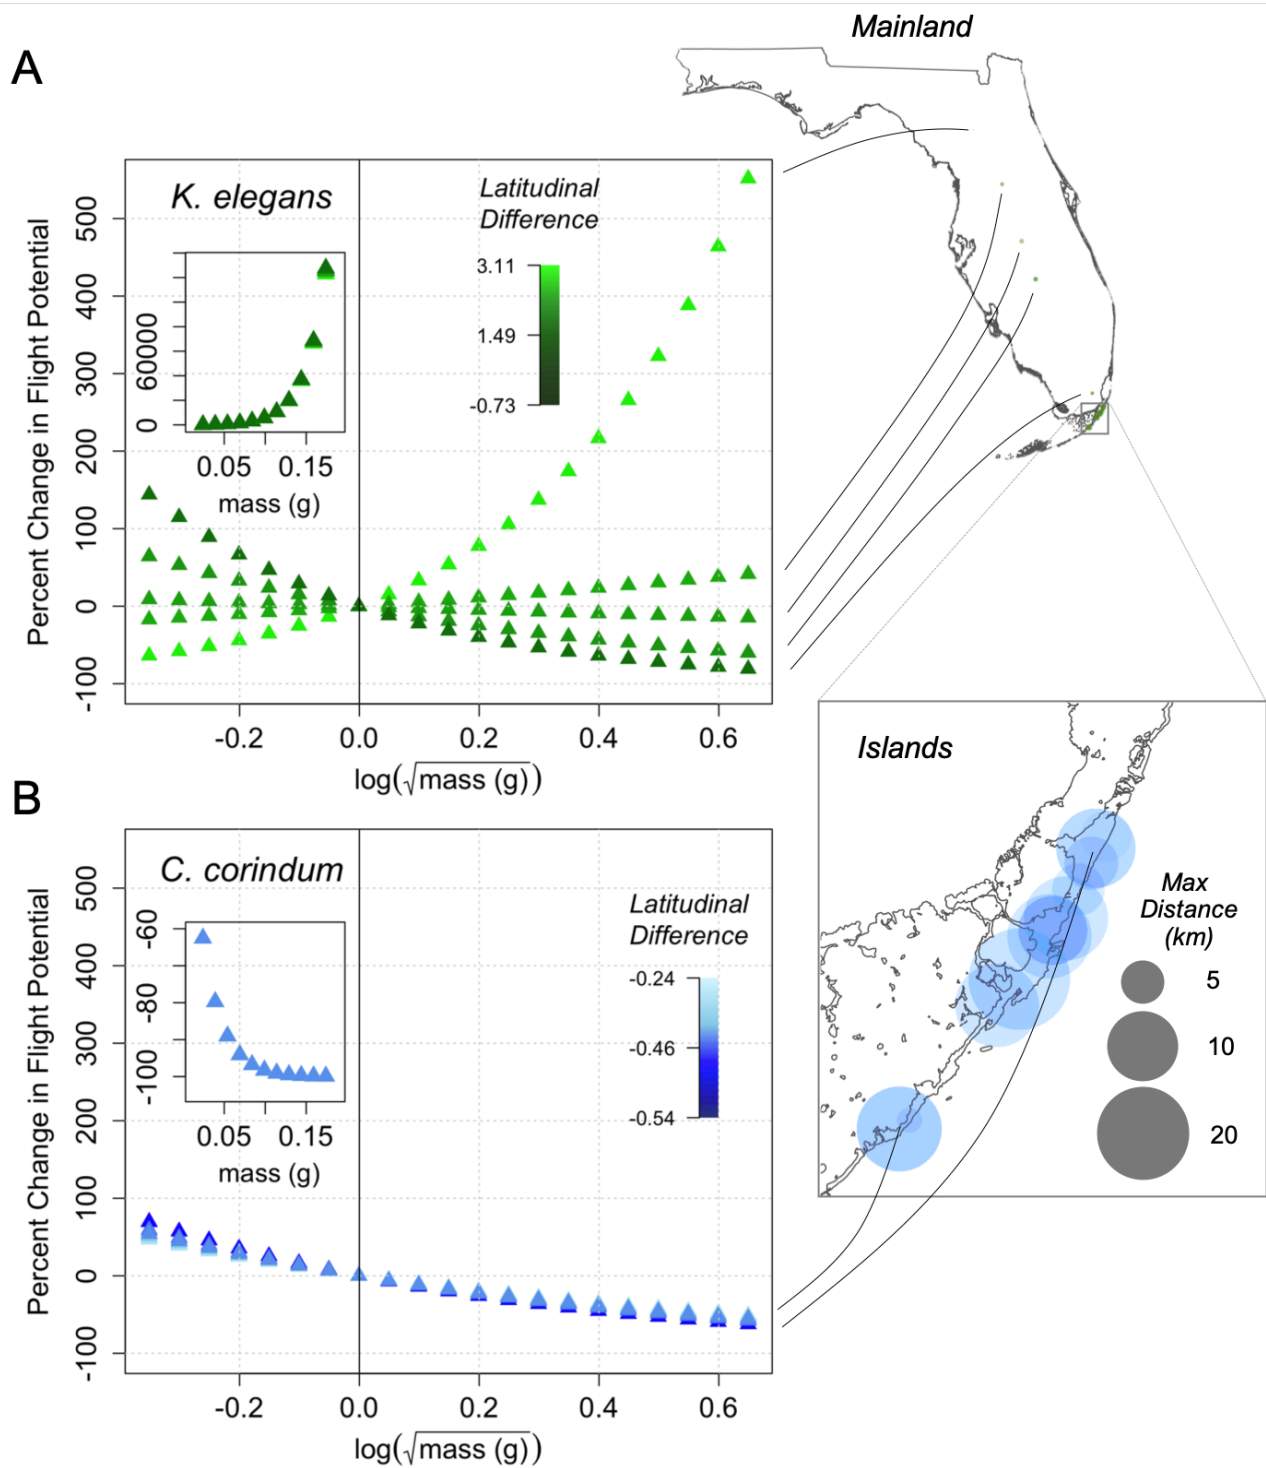 Mainland
A
K. elegans
Latitudinal
Difference
3.11
1.49
-0.73
Percent Change in Flight Potential
500
400
300
200
100
0
-100
60000
0
0.05
0.15
mass (g)
-0.2
0.0
0.2
0.4
0.6
log(√mass (g))
Islands
Max
Distance
(km)
5
10
20
B
C. corindum
Latitudinal
Difference
-0.24
-0.46
-0.54
Percent Change in Flight Potential
500
400
300
200
100
0
-100
-60
-80
-100
0.05
0.15
mass (g)
-0.2
0.0
0.2
0.4
0.6
log(√mass (g))